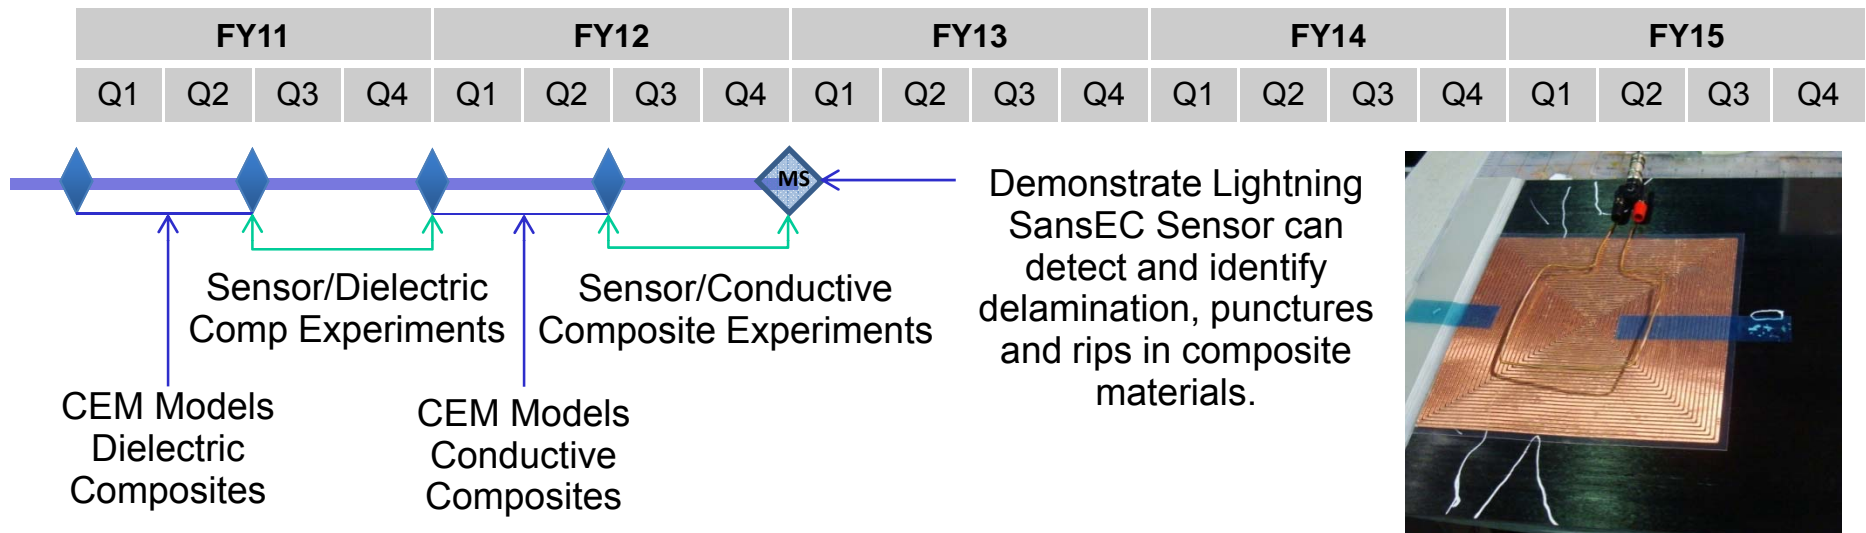 FY11 FY12 FY13 FY14 FY15
Q1 Q2 Q3 Q4 Q1 Q2 Q3 Q4 Q1 Q2 Q3 Q4 Q1 Q2 Q3 Q4 Q1 Q2 Q3 Q4
MS
Demonstrate Lightning
SansEC Sensor can
detect and identify
delamination, punctures
and rips in composite
materials.
Sensor/Dielectric
Comp Experiments
Sensor/Conductive
Composite Experiments
CEM Models
Dielectric
Composites
CEM Models
Conductive
Composites